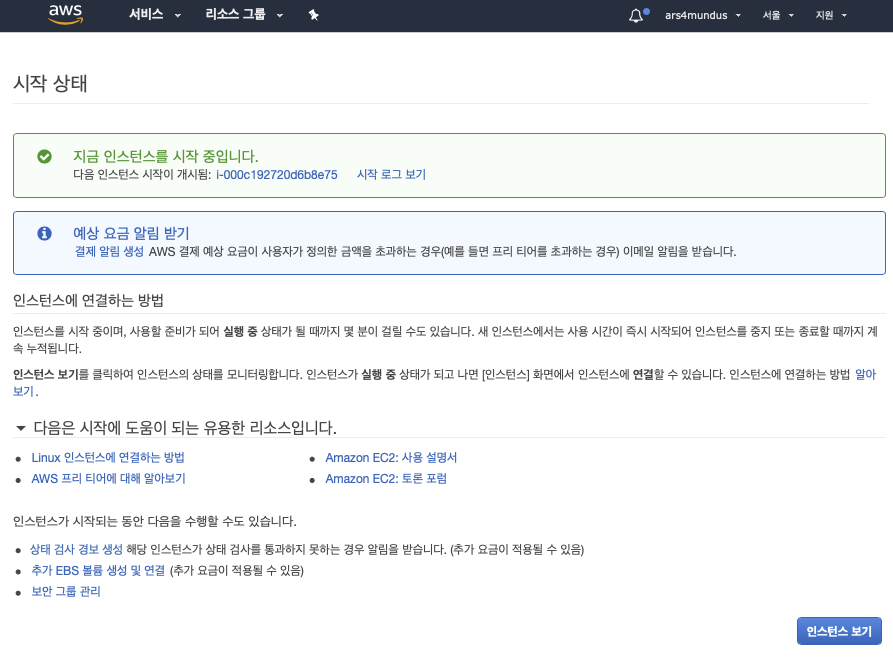 aws 서비스 리소스 그룹 ars4mundus 서울 지원
시작 상태
지금 인스턴스를 시작 중입니다.
다음 인스턴스 시작이 개시됨: i-000c192720d6b8e75 시작 로그 보기
예상 요금 알림 받기
결제 알림 생성 AWS 결제 예상 요금이 사용자가 정의한 금액을 초과하는 경우(예를 들면 프리 티어를 초과하는 경우) 이메일 알림을 받습니다.
인스턴스에 연결하는 방법
인스턴스를 시작 중이며, 사용할 준비가 되어 실행 중 상태가 될 때까지 몇 분이 걸릴 수도 있습니다. 새 인스턴스에서는 사용 시간이 즉시 시작되어 인스턴스를 중지 또는 종료할 때까지 계
속 누적됩니다.
인스턴스 보기를 클릭하여 인스턴스의 상태를 모니터링합니다. 인스턴스가 실행 중 상태가 되고 나면 [인스턴스] 화면에서 인스턴스에 연결할 수 있습니다. 인스턴스에 연결하는 방법 알아
보기.
다음은 시작에 도움이 되는 유용한 리소스입니다.
• Linux 인스턴스에 연결하는 방법 • Amazon EC2: 사용 설명서
• AWS 프리 티어에 대해 알아보기 • Amazon EC2: 토론 포럼
인스턴스가 시작되는 동안 다음을 수행할 수도 있습니다.
• 상태 검사 경보 생성 해당 인스턴스가 상태 검사를 통과하지 못하는 경우 알림을 받습니다. (추가 요금이 적용될 수 있음)
• 추가 EBS 볼륨 생성 및 연결 (추가 요금이 적용될 수 있음)
• 보안 그룹 관리
인스턴스 보기